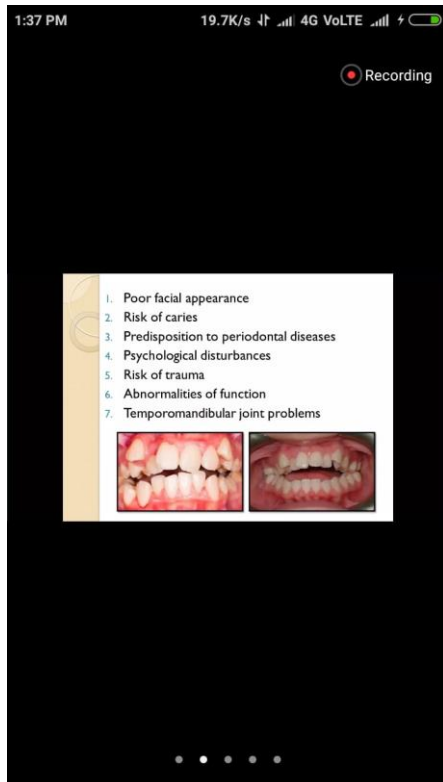 1:37 PM 19.7K/s 4G VoLTE
Recording
1. Poor facial appearance
2. Risk of caries
3. Predisposition to periodontal diseases
4. Psychological disturbances
5. Risk of trauma
6. Abnormalities of function
7. Temporomandibular joint problems